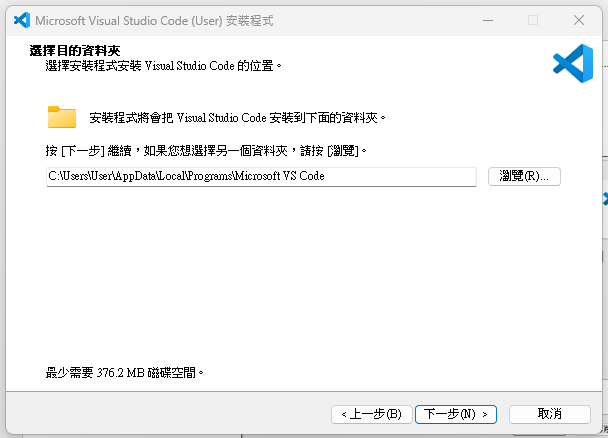 Microsoft Visual Studio Code (User) 安裝程式
選擇目的資料夾
選擇安裝程式安裝 Visual Studio Code 的位置。
安裝程式將會把 Visual Studio Code 安裝到下面的資料夾。
按 [下一步] 繼續，如果您想選擇另一個資料夾，請按 [瀏覽]。
C:\Users\User\AppData\Local\Programs\Microsoft VS Code
瀏覽(R)...
最少需要 376.2 MB 磁碟空間。
< 上一步(B)
下一步(N) >
取消